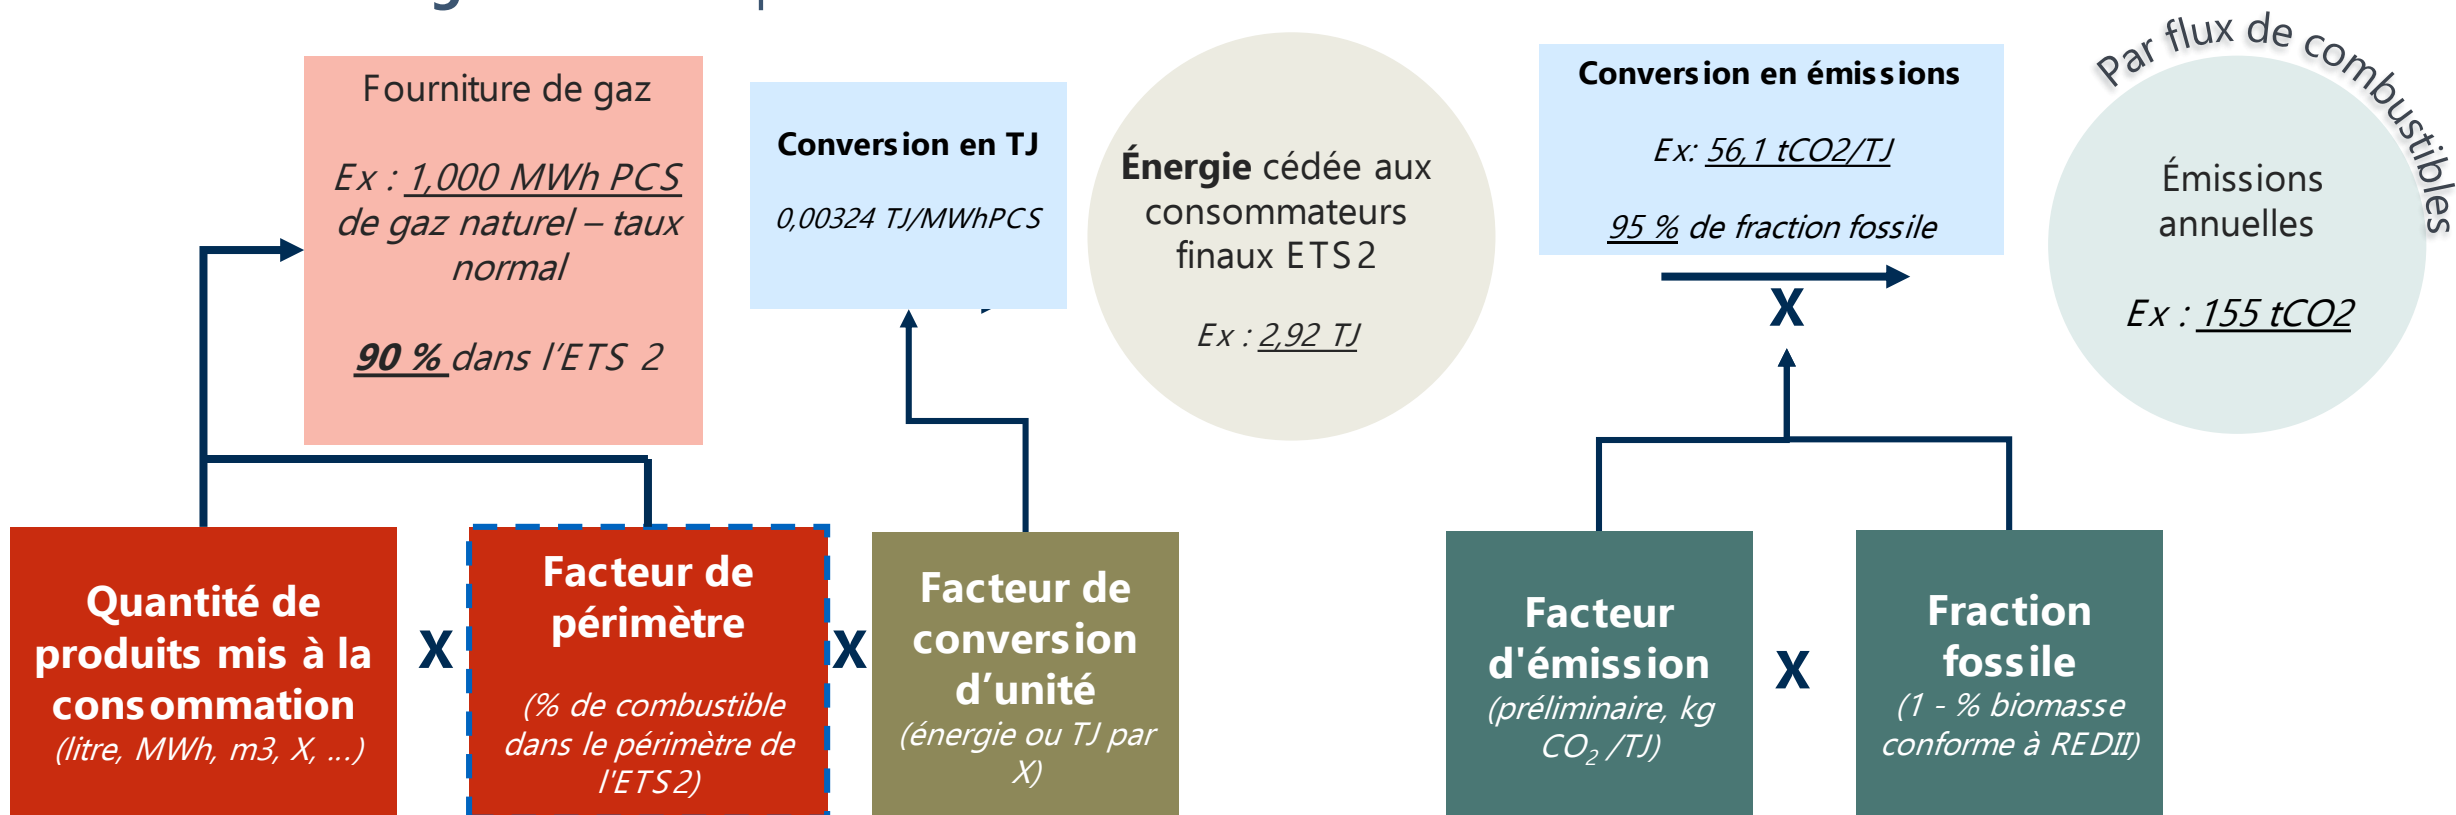 Fourniture de gaz
Ex : 1,000 MWh PCS
de gaz naturel – taux
normal
90 % dans l’ETS 2
Conversion en TJ
0,00324 TJ/MWhPCS
Énergie cédée aux
consommateurs
finaux ETS2
Ex : 2,92 TJ
Conversion en émissions
Ex: 56,1 tCO2/TJ
95 % de fraction fossile
X
Par flux de combustibles
Émissions
annuelles
Ex : 155 tCO2
Quantité de
produits mis à la
consommation
(litre, MWh, m3, X, ...)
X
Facteur de
périmètre
(% de combustible
dans le périmètre de
l'ETS2)
X
Facteur de
conversion
d’unité
(énergie ou TJ par
X)
Facteur
d'émission
(préliminaire, kg
CO₂ /TJ)
X
Fraction
fossile
(1 - % biomasse
conforme à REDII)